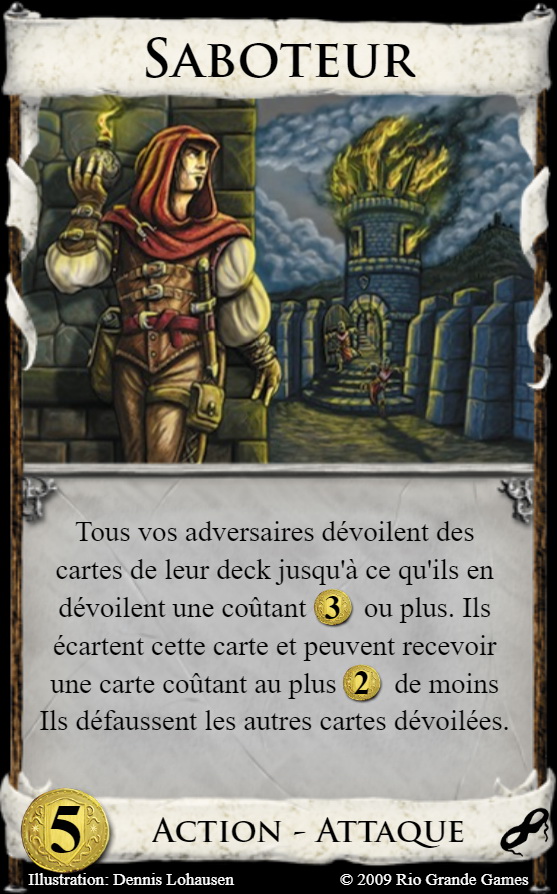 Saboteur
Tous vos adversaires dévoilent des
cartes de leur deck jusqu'à ce qu'ils en
dévoilent une coûtant 3 ou plus. Ils
écartent cette carte et peuvent recevoir
une carte coûtant au plus 2 de moins
Ils défaussent les autres cartes dévoilées.
5 Action - Attaque
Illustration: Dennis Lohausen © 2009 Rio Grande Games